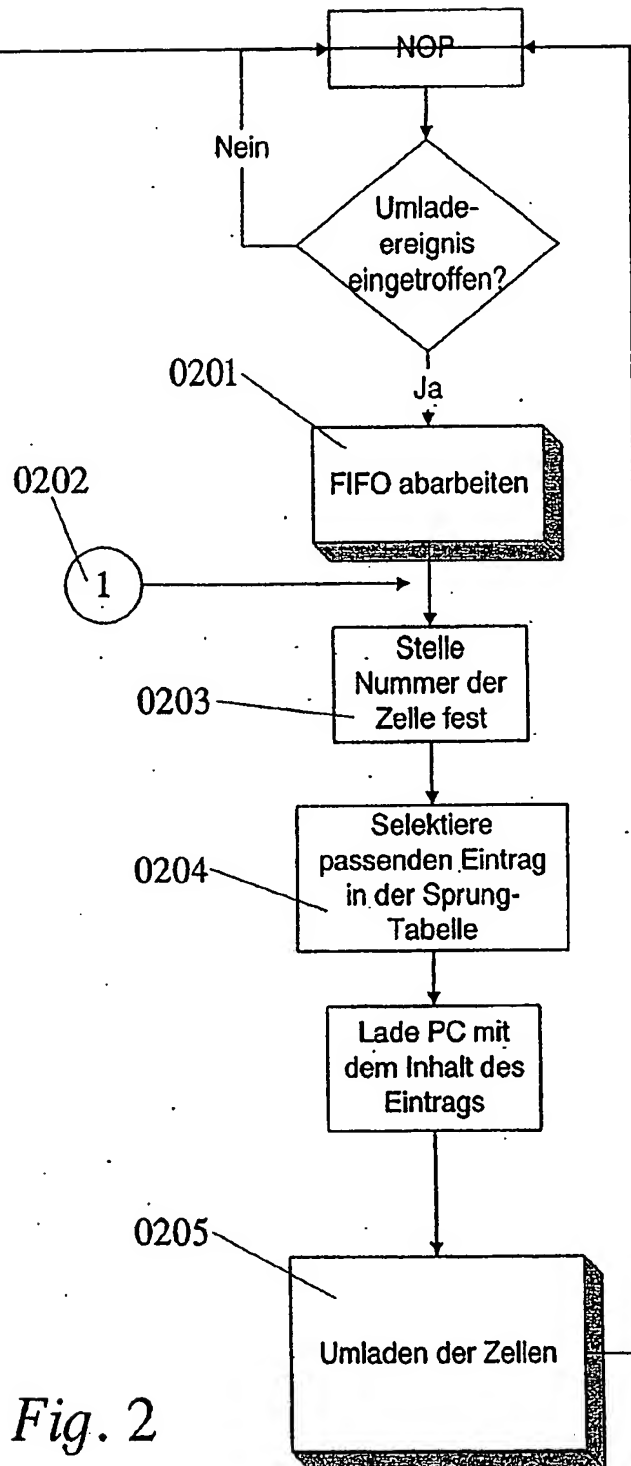 NOP
Nein
Umlade-
ereignis
eingetroffen?
0201
Ja
FIFO abarbeiten
0202
1
Stelle
Nummer der
Zelle fest
0203
Selektiere
passenden Eintrag
in der Sprung-
Tabelle
0204
Lade PC mit
dem Inhalt des
Eintrags
0205
Umladen der Zellen
Fig. 2